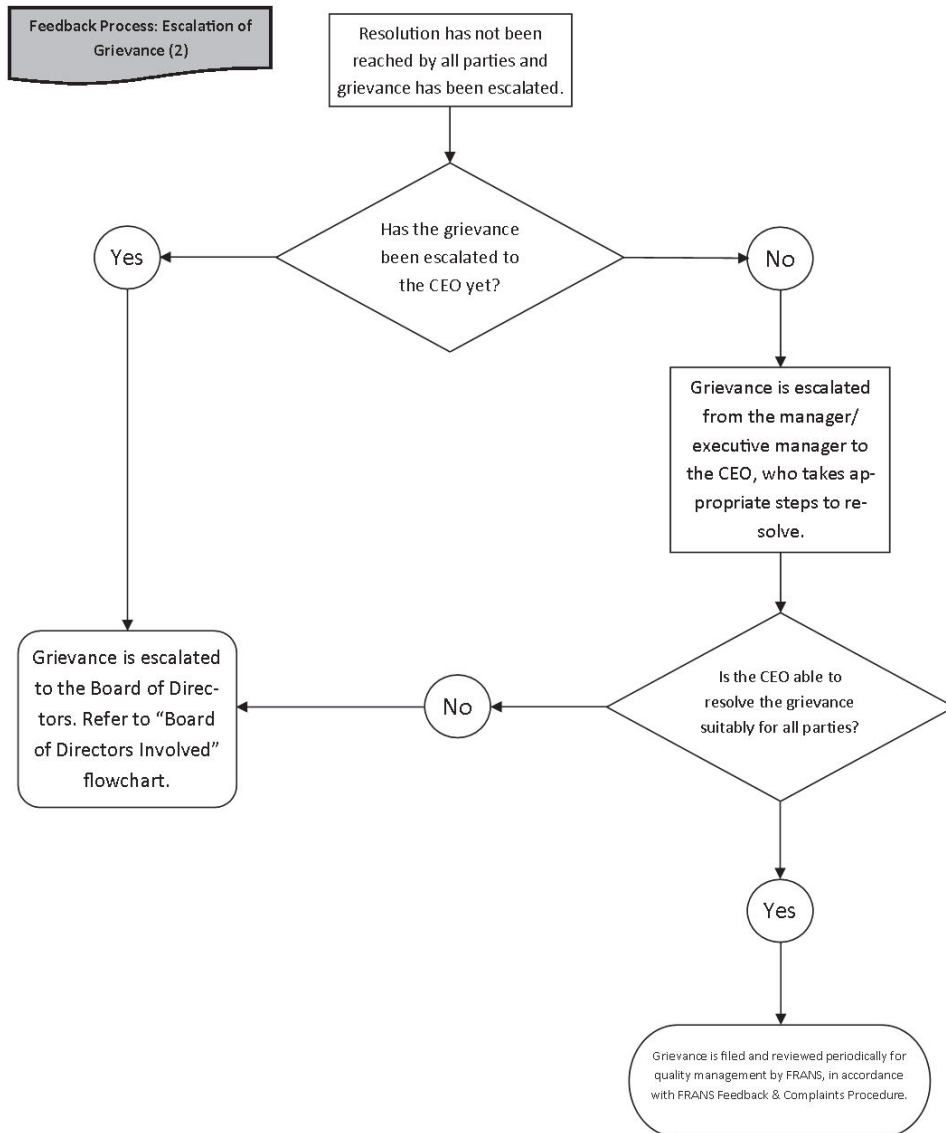 Feedback Process: Escalation of
Grievance (2)
Resolution has not been
reached by all parties and
grievance has been escalated.
Has the grievance
been escalated to
the CEO yet?
Yes
No
Grievance is escalated
from the manager/
executive manager to
the CEO, who takes ap-
propriate steps to re-
solve.
Is the CEO able to
resolve the grievance
suitably for all parties?
No
Grievance is escalated
to the Board of Direc-
tors. Refer to “Board
of Directors Involved”
flowchart.
Yes
Grievance is filed and reviewed periodically for
quality management by FRANS, in accordance
with FRANS Feedback & Complaints Procedure.